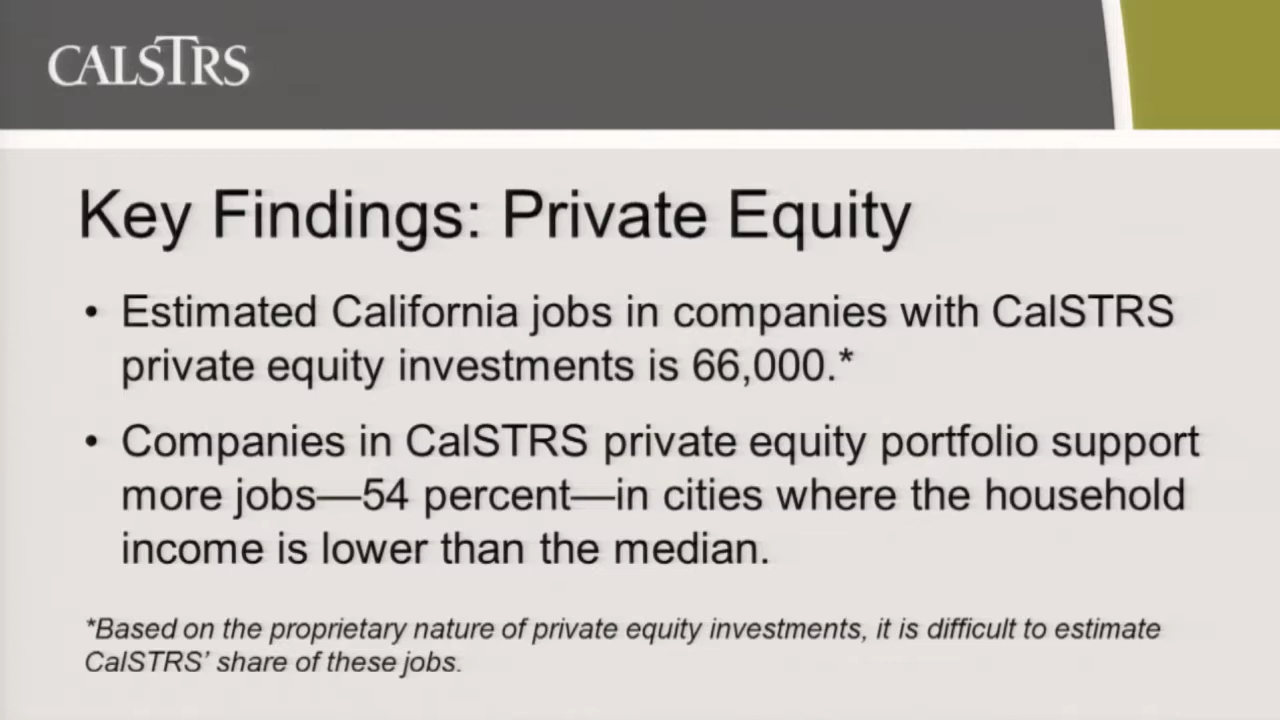 CALSTRS
Key Findings: Private Equity
• Estimated California jobs in companies with CalSTRS
private equity investments is 66,000.*
• Companies in CalSTRS private equity portfolio support
more jobs—54 percent—in cities where the household
income is lower than the median.
*Based on the proprietary nature of private equity investments, it is difficult to estimate
CalSTRS’ share of these jobs.